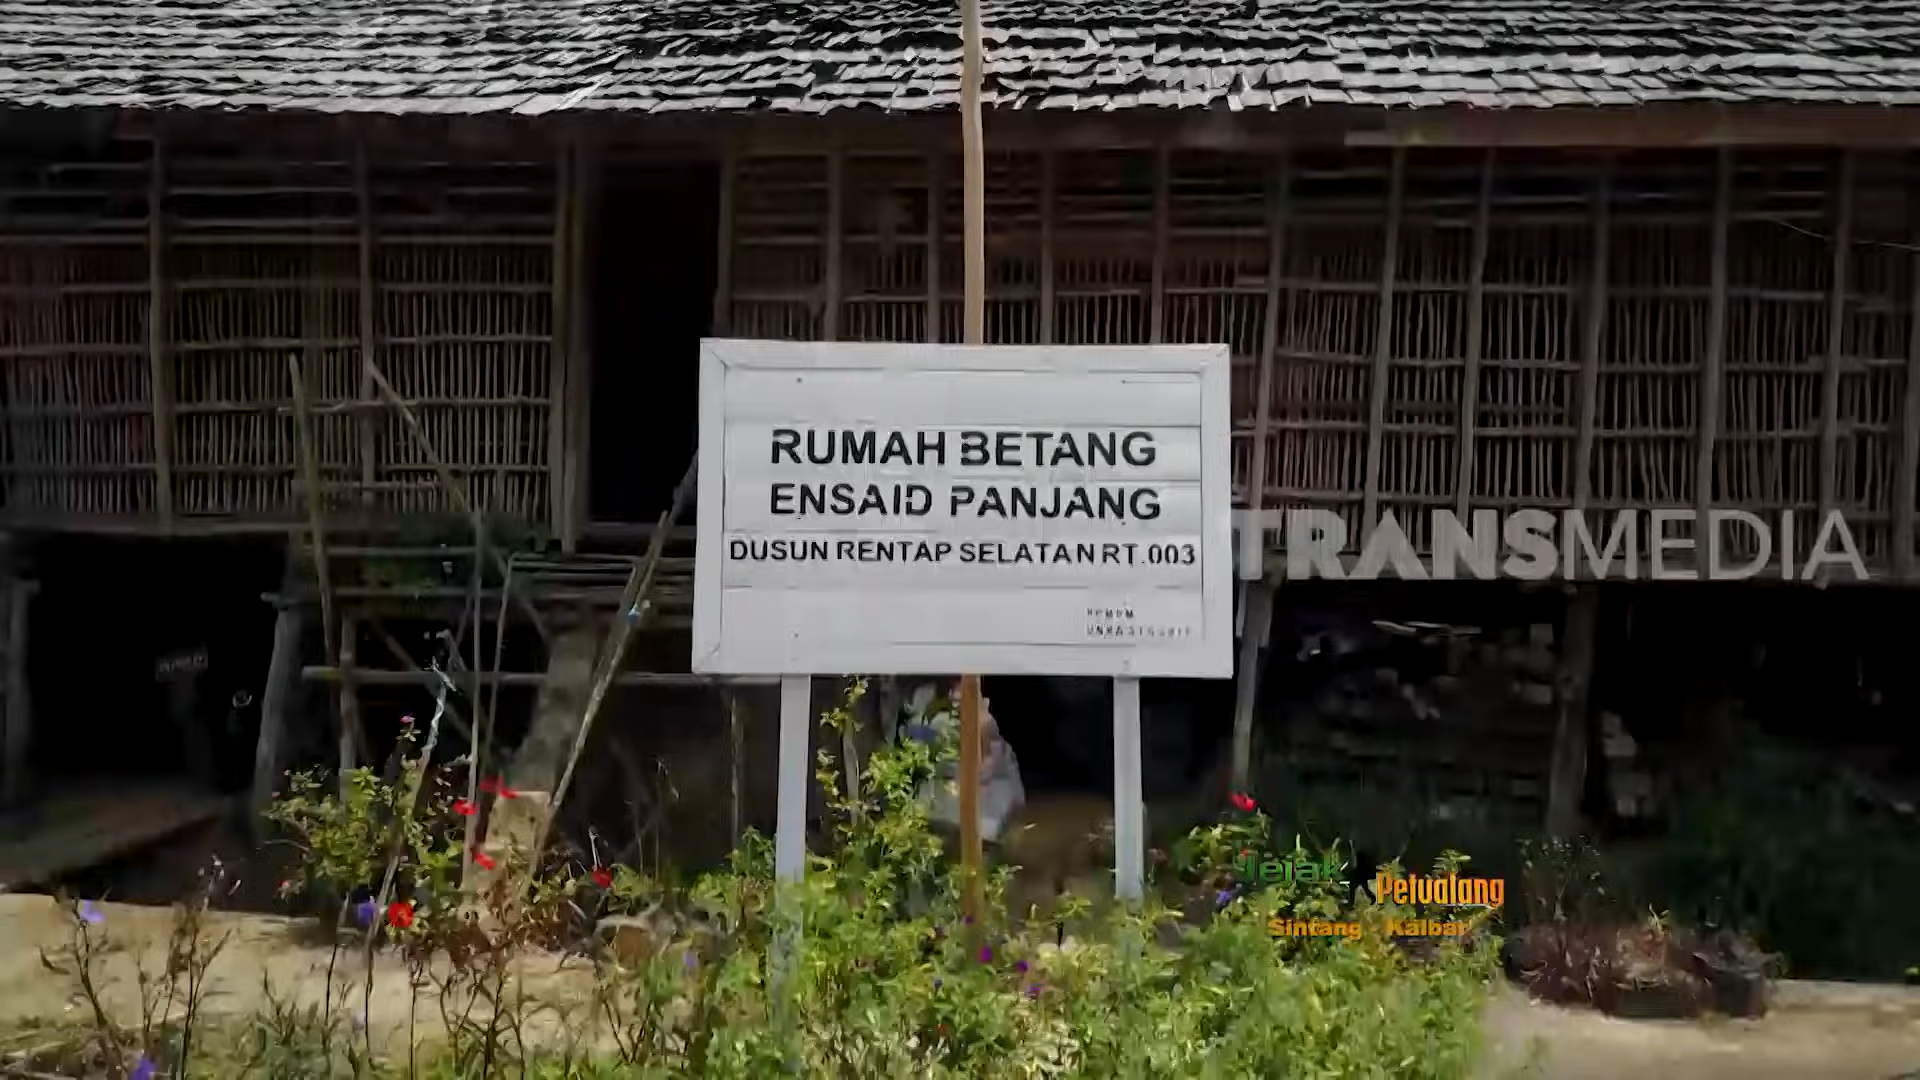 RUMAH BETANG
ENSAID PANJANG
DUSUN RENTAP SELATAN RT.003
TRANSMEDIA
Jejak
Petualang
Sintang - Kalbar